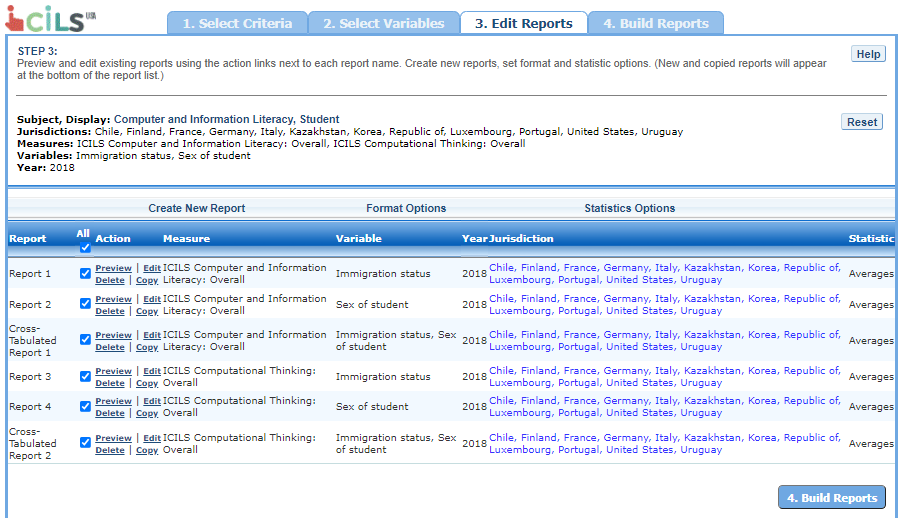 iCILS USA
1. Select Criteria
2. Select Variables
3. Edit Reports
4. Build Reports
STEP 3:
Preview and edit existing reports using the action links next to each report name. Create new reports, set format and statistic options. (New and copied reports will appear
at the bottom of the report list.)
Help
Subject, Display: Computer and Information Literacy, Student
Jurisdictions: Chile, Finland, France, Germany, Italy, Kazakhstan, Korea, Republic of, Luxembourg, Portugal, United States, Uruguay
Measures: ICILS Computer and Information Literacy: Overall, ICILS Computational Thinking: Overall
Variables: Immigration status, Sex of student
Year: 2018
Reset
Create New Report
Format Options
Statistics Options
Report All Action Measure Variable Year Jurisdiction Statistic
Report 1 Preview | Edit ICILS Computer and Information Immigration status 2018 Chile, Finland, France, Germany, Italy, Kazakhstan, Korea, Republic of, Averages
Delete | Copy Literacy: Overall Luxembourg, Portugal, United States, Uruguay
Report 2 Preview | Edit ICILS Computer and Information Sex of student 2018 Chile, Finland, France, Germany, Italy, Kazakhstan, Korea, Republic of, Averages
Delete | Copy Literacy: Overall Luxembourg, Portugal, United States, Uruguay
Cross-
Tabulated
Report 1
Preview | Edit ICILS Computer and Information Immigration status, Sex 2018 Chile, Finland, France, Germany, Italy, Kazakhstan, Korea, Republic of, Averages
Delete | Copy Literacy: Overall of student Luxembourg, Portugal, United States, Uruguay
Report 3 Preview | Edit ICILS Computational Thinking: Immigration status 2018 Chile, Finland, France, Germany, Italy, Kazakhstan, Korea, Republic of, Averages
Delete | Copy Overall Luxembourg, Portugal, United States, Uruguay
Report 4 Preview | Edit ICILS Computational Thinking: Sex of student 2018 Chile, Finland, France, Germany, Italy, Kazakhstan, Korea, Republic of, Averages
Delete | Copy Overall Luxembourg, Portugal, United States, Uruguay
Cross-
Tabulated
Report 2
Preview | Edit ICILS Computational Thinking: Immigration status, Sex 2018 Chile, Finland, France, Germany, Italy, Kazakhstan, Korea, Republic of, Averages
Delete | Copy Overall of student Luxembourg, Portugal, United States, Uruguay
4. Build Reports